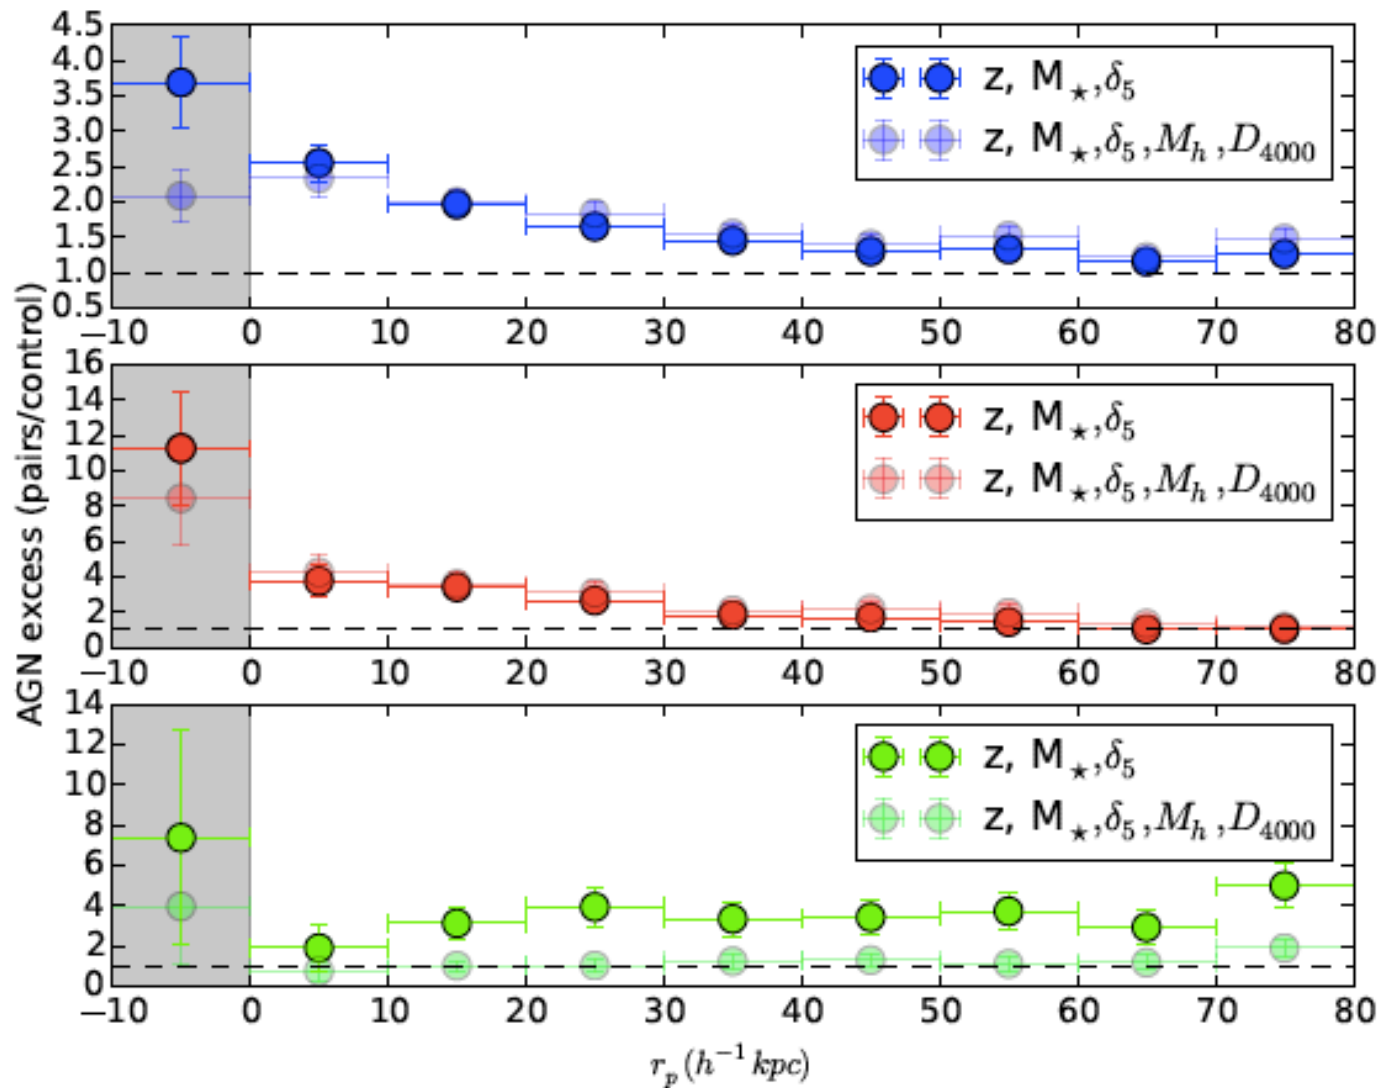 4.5
4.0
3.5
3.0
2.5
2.0
1.5
1.0
0.5
z, M⋆,δ₅
z, M⋆,δ₅,M_h,D₄₀₀₀
−10 0 10 20 30 40 50 60 70 80
AGN excess (pairs/control)
16
14
12
10
8
6
4
2
0
z, M⋆,δ₅
z, M⋆,δ₅,M_h,D₄₀₀₀
−10 0 10 20 30 40 50 60 70 80
14
12
10
8
6
4
2
0
z, M⋆,δ₅
z, M⋆,δ₅,M_h,D₄₀₀₀
−10 0 10 20 30 40 50 60 70 80
r_p (h⁻¹ kpc)